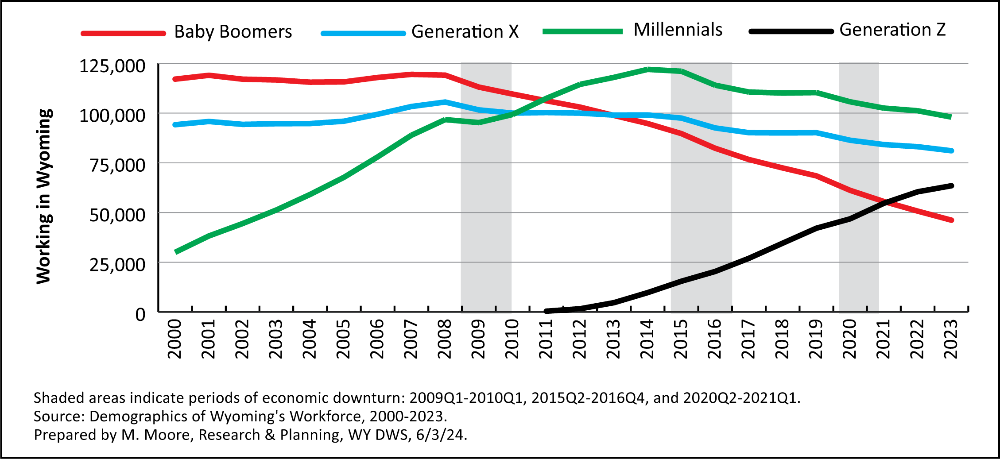 Baby Boomers Generation X Millennials Generation Z
125,000
100,000
75,000
50,000
25,000
0
Working in Wyoming
2000 2001 2002 2003 2004 2005 2006 2007 2008 2009 2010 2011 2012 2013 2014 2015 2016 2017 2018 2019 2020 2021 2022 2023
Shaded areas indicate periods of economic downturn: 2009Q1-2010Q1, 2015Q2-2016Q4, and 2020Q2-2021Q1.
Source: Demographics of Wyoming's Workforce, 2000-2023.
Prepared by M. Moore, Research & Planning, WY DWS, 6/3/24.